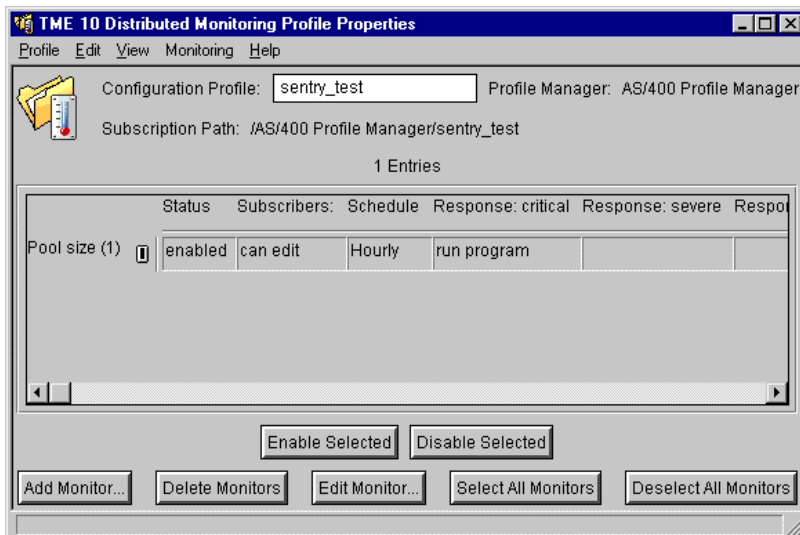 TME 10 Distributed Monitoring Profile Properties
Profile Edit View Monitoring Help
Configuration Profile: sentry_test Profile Manager: AS/400 Profile Manager
Subscription Path: /AS/400 Profile Manager/sentry_test
1 Entries
Status Subscribers: Schedule Response: critical Response: severe Respo
Pool size (1) enabled can edit Hourly run program
Enable Selected Disable Selected
Add Monitor... Delete Monitors Edit Monitor... Select All Monitors Deselect All Monitors